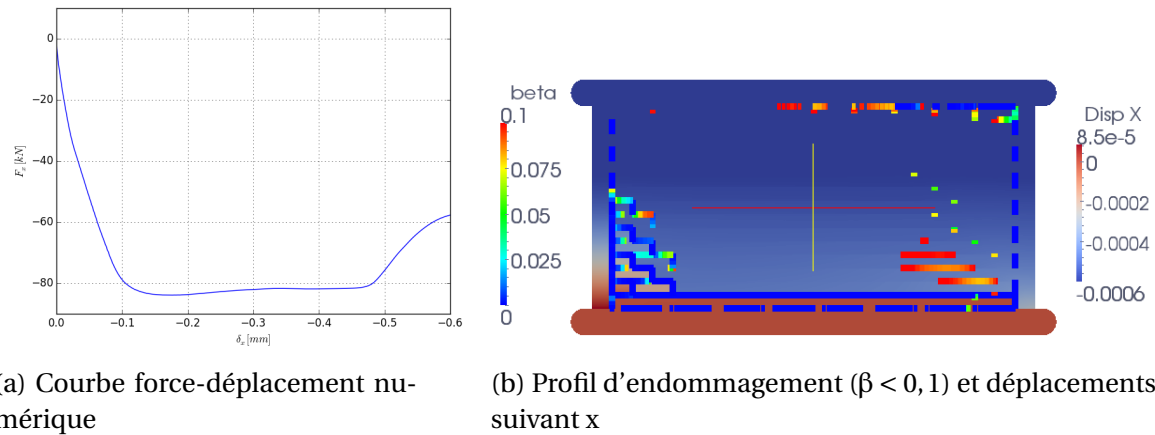 0
−20
−40
−60
−80
F_x [kN]
0.0 −0.1 −0.2 −0.3 −0.4 −0.5 −0.6
δ_x [mm]
beta
0.1
0.075
0.05
0.025
0
Disp X
8.5e-5
0
-0.0002
-0.0004
-0.0006
(a) Courbe force-déplacement nu-
mérique
(b) Profil d'endommagement (β < 0, 1) et déplacements
suivant x